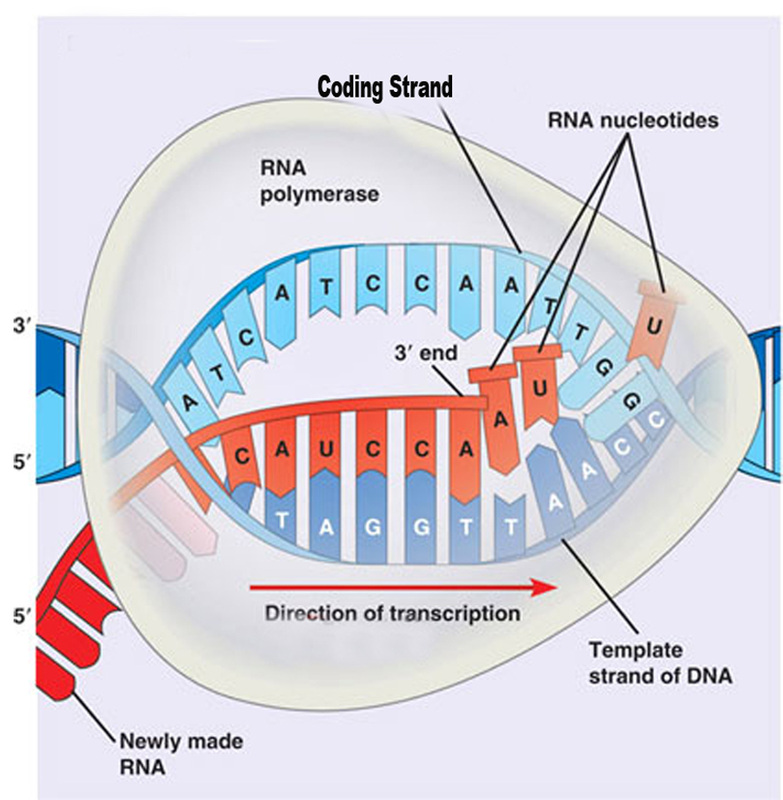 Coding Strand
RNA nucleotides
RNA
polymerase
A T C A T C C A A T T G G
U
3′
3′ end
5′
C A U C C A A U
T A G G T T A A C C
Direction of transcription
5′
Template
strand of DNA
Newly made
RNA